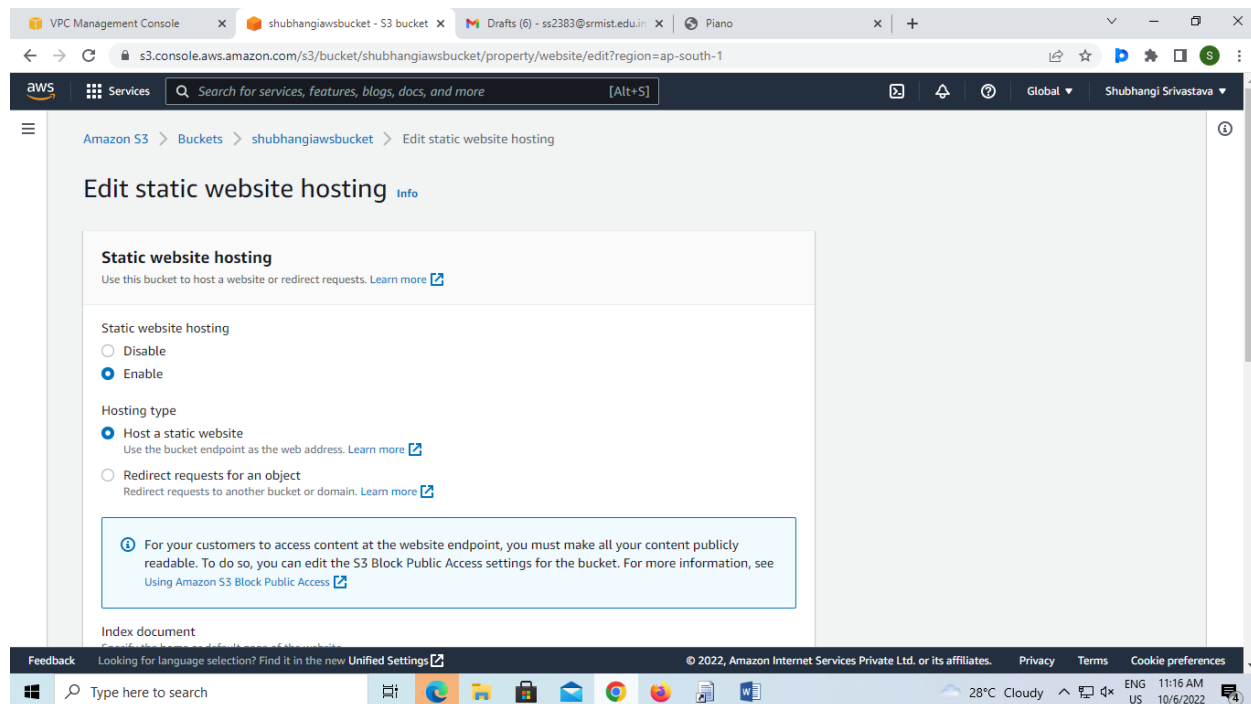 VPC Management Console
shubhangiawsbucket - S3 bucket
Drafts (6) - ss2383@srmist.edu.in
Piano
s3.console.aws.amazon.com/s3/bucket/shubhangiawsbucket/property/website/edit?region=ap-south-1
S
aws
Services
Search for services, features, blogs, docs, and more
[Alt+S]
Global
Shubhangi Srivastava
Amazon S3 > Buckets > shubhangiawsbucket > Edit static website hosting
Edit static website hosting Info
Static website hosting
Use this bucket to host a website or redirect requests. Learn more
Static website hosting
Disable
Enable
Hosting type
Host a static website
Use the bucket endpoint as the web address. Learn more
Redirect requests for an object
Redirect requests to another bucket or domain. Learn more
For your customers to access content at the website endpoint, you must make all your content publicly
readable. To do so, you can edit the S3 Block Public Access settings for the bucket. For more information, see
Using Amazon S3 Block Public Access
Index document
Feedback
Looking for language selection? Find it in the new Unified Settings
© 2022, Amazon Internet Services Private Ltd. or its affiliates.
Privacy
Terms
Cookie preferences
Type here to search
28°C Cloudy
ENG
US
11:16 AM
10/6/2022
4